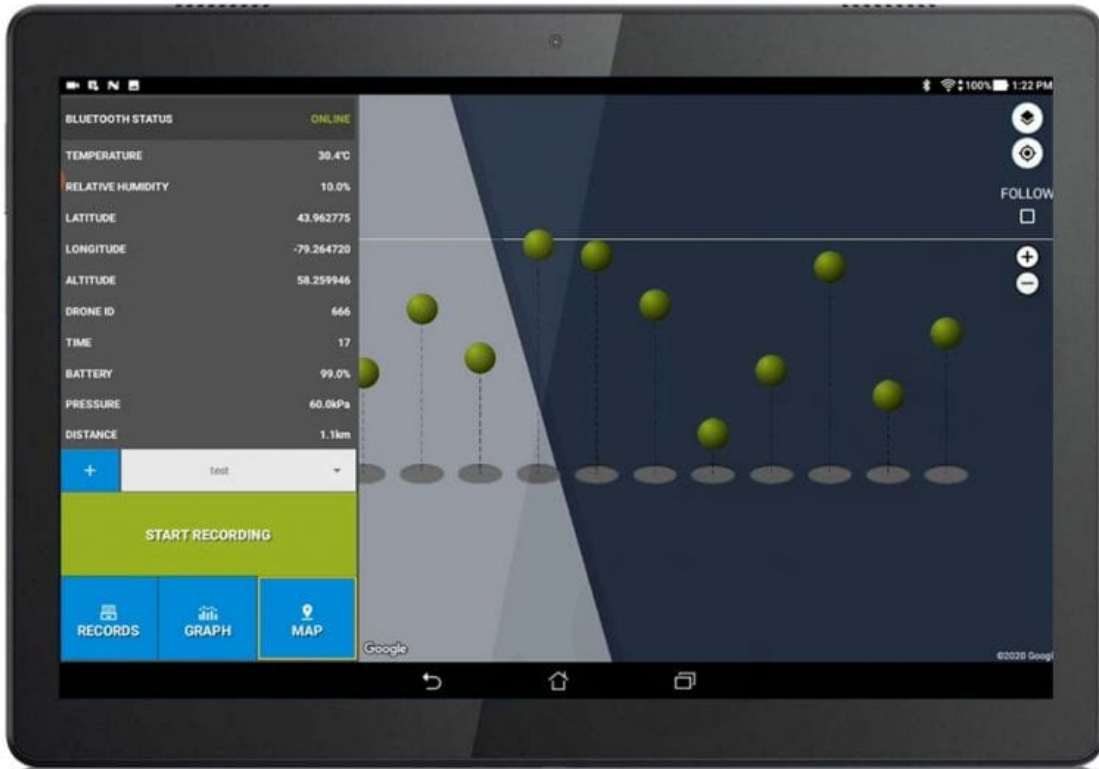 100% 1:22 PM
BLUETOOTH STATUS ONLINE
TEMPERATURE 30.4°C
RELATIVE HUMIDITY 10.0%
LATITUDE 43.962775
LONGITUDE -79.264720
ALTITUDE 58.259946
DRONE ID 666
TIME 17
BATTERY 99.0%
PRESSURE 60.0kPa
DISTANCE 1.1km
+ test
START RECORDING
RECORDS GRAPH MAP
FOLLOW
+
−
Google
©2020 Googl